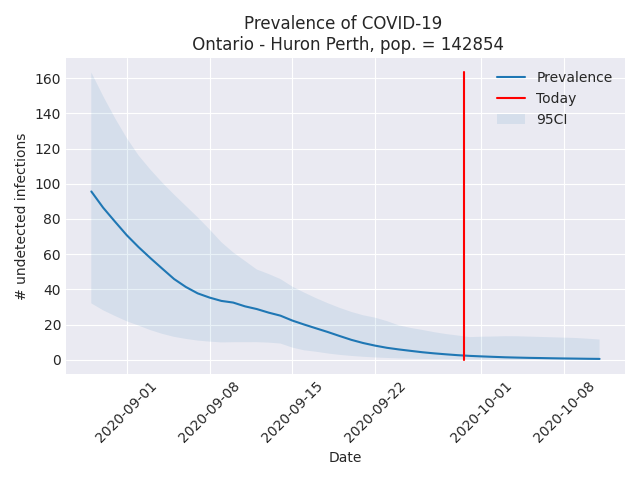 Prevalence of COVID-19
Ontario - Huron Perth, pop. = 142854
Prevalence
Today
95CI
# undetected infections
160
140
120
100
80
60
40
20
0
2020-09-01
2020-09-08
2020-09-15
2020-09-22
2020-10-01
2020-10-08
Date